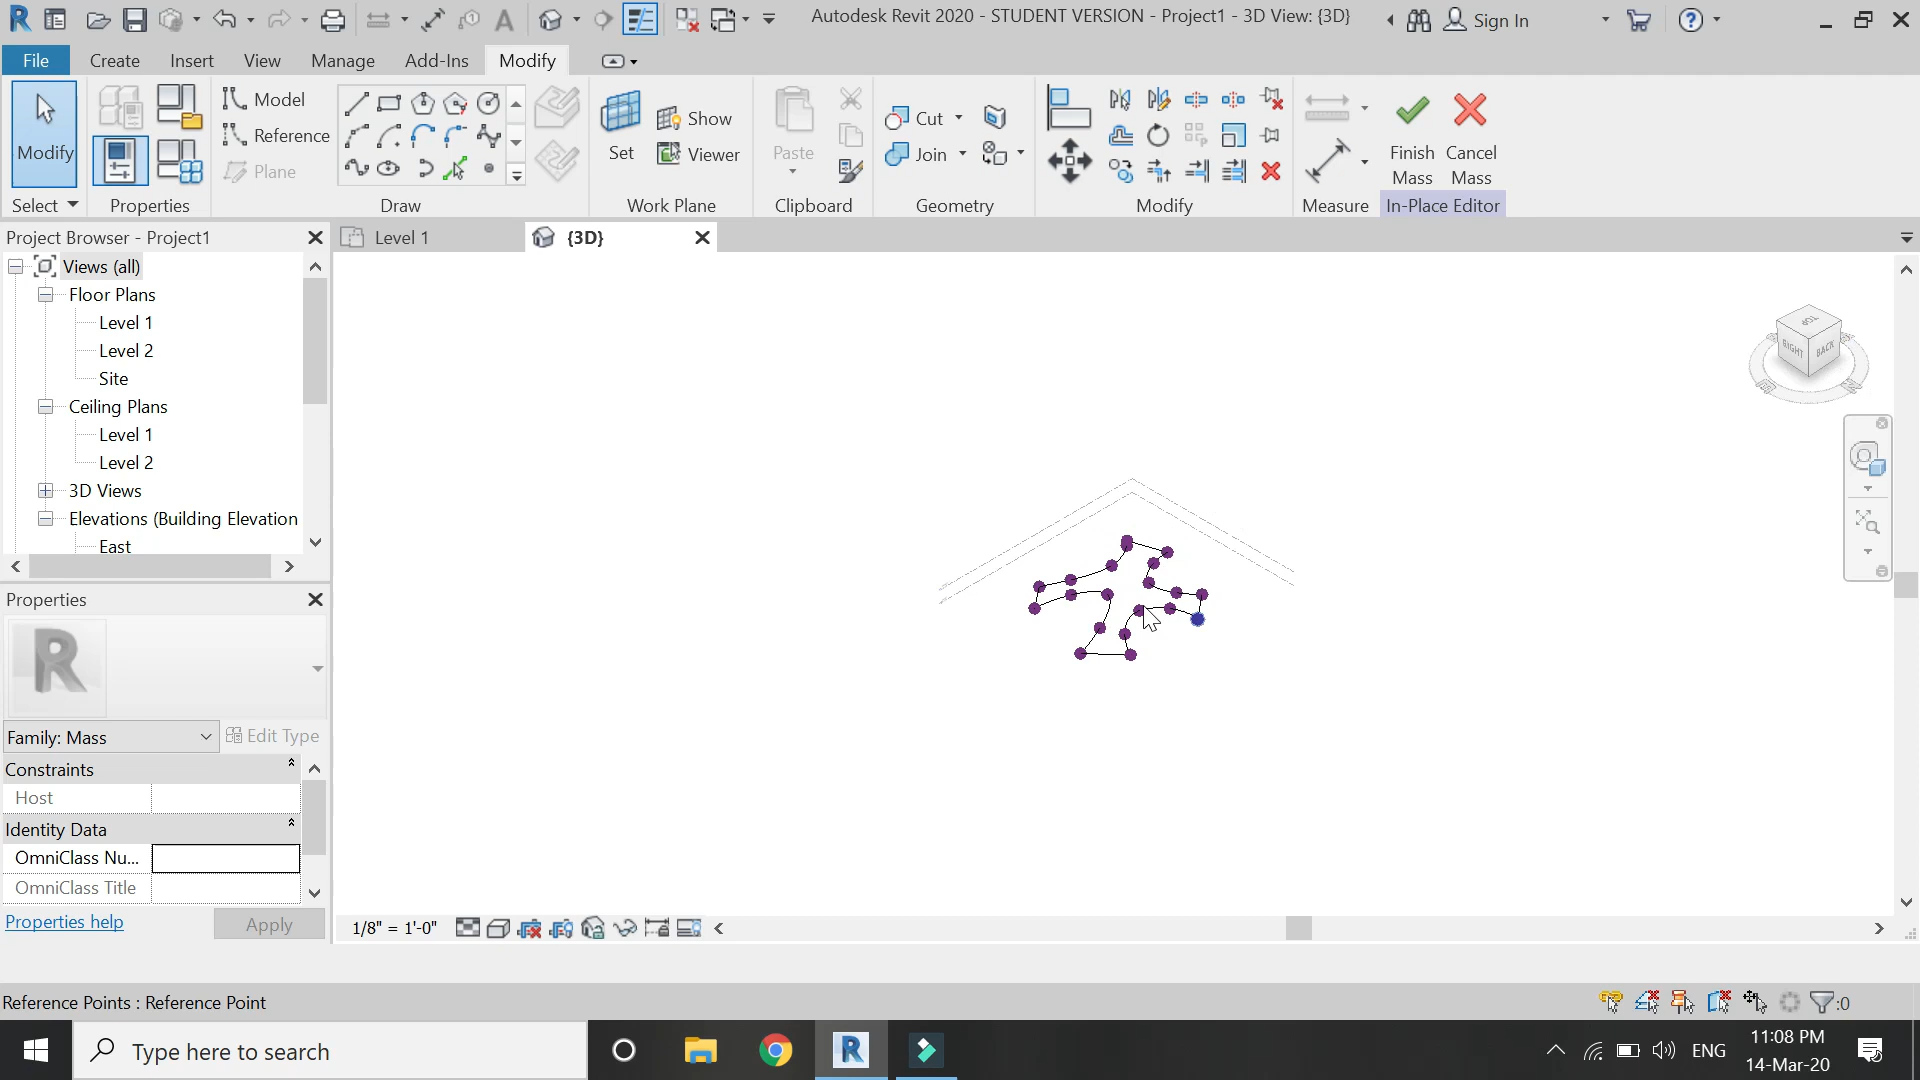 Autodesk Revit 2020 - STUDENT VERSION - Project1 - 3D View: {3D}
Sign In
File
Create
Insert
View
Manage
Add-Ins
Modify
Modify
Model
Reference
Plane
Set
Show
Viewer
Paste
Cut
Join
Finish
Mass
Cancel
Mass
Select
Properties
Draw
Work Plane
Clipboard
Geometry
Modify
Measure
In-Place Editor
Project Browser - Project1
Level 1
{3D}
Views (all)
Floor Plans
Level 1
Level 2
Site
Ceiling Plans
Level 1
Level 2
3D Views
Elevations (Building Elevation
East
TOP
RIGHT
BACK
Properties
Family: Mass
Edit Type
Constraints
Host
Identity Data
OmniClass Nu...
OmniClass Title
Properties help
Apply
1/8" = 1'-0"
Reference Points : Reference Point
:0
Type here to search
ENG
11:08 PM
14-Mar-20